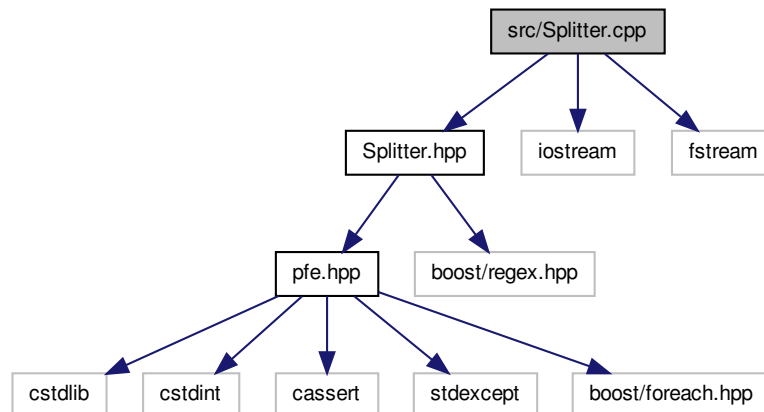 src/Splitter.cpp
Splitter.hpp
iostream
fstream
pfe.hpp
boost/regex.hpp
cstdlib
cstdint
cassert
stdexcept
boost/foreach.hpp